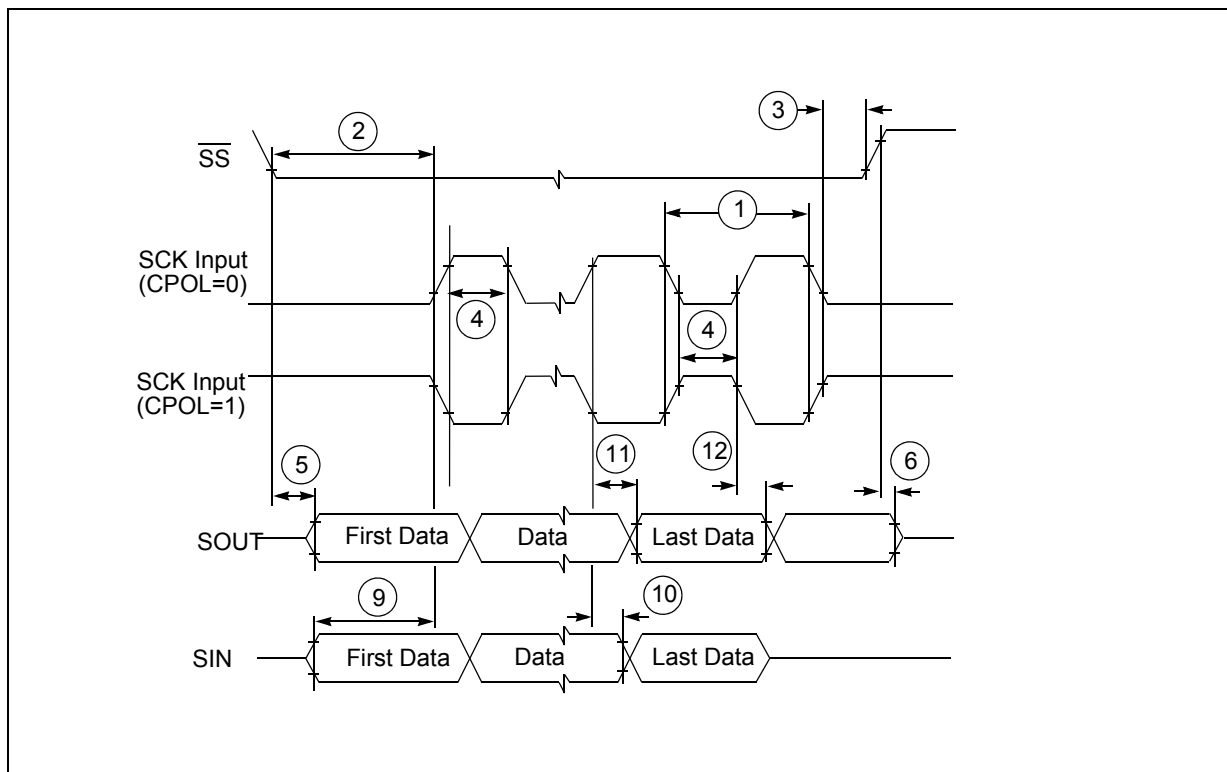 3
2
SS
1
SCK Input
(CPOL=0)
4
4
SCK Input
(CPOL=1)
11
12
5
6
SOUT
First Data
Data
Last Data
9
10
SIN
First Data
Data
Last Data